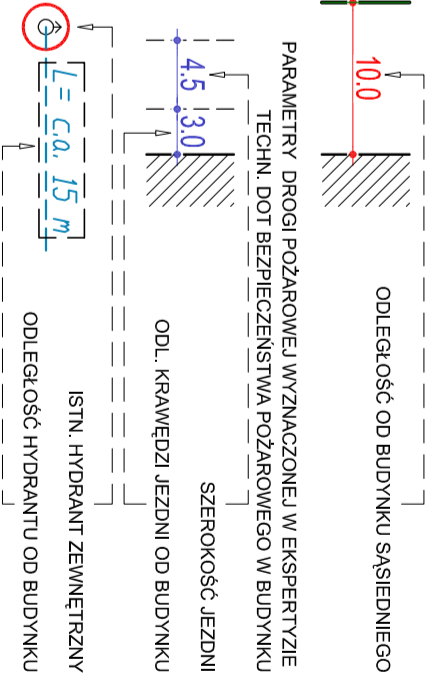 10.0
ODLEGŁOŚĆ OD BUDYNKU SĄSIEDNIEGO
PARAMETRY DROGI POŻAROWEJ WYZNACZONEJ W EKSPERTYZIE
TECHN. DOT BEZPIECZEŃSTWA POŻAROWEGO W BUDYNKU
4.5 3.0
SZEROKOŚĆ JEZDNI
ODL. KRAWĘDZI JEZDNI OD BUDYNKU
L= c.a. 15 m
ISTN. HYDRANT ZEWNĘTRZNY
ODLEGŁOŚĆ HYDRANTU OD BUDYNKU